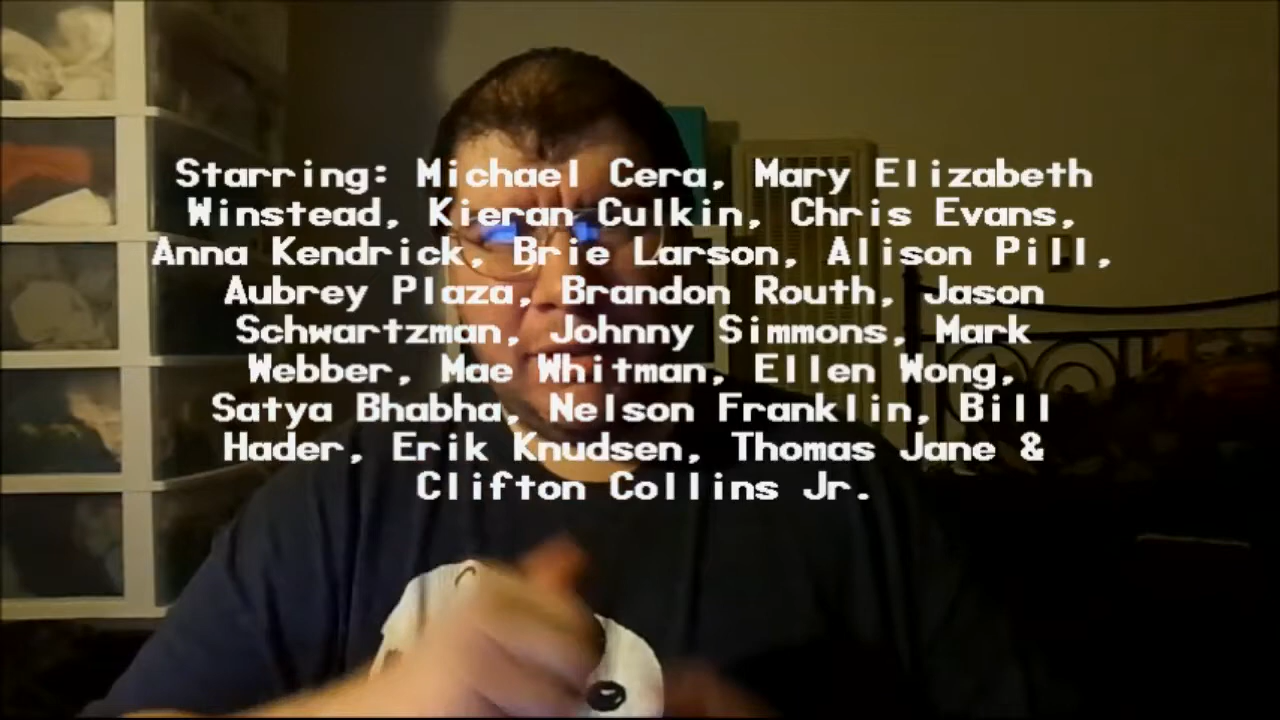 Starring: Michael Cera, Mary Elizabeth
Winstead, Kieran Culkin, Chris Evans,
Anna Kendrick, Brie Larson, Alison Pill,
Aubrey Plaza, Brandon Routh, Jason
Schwartzman, Johnny Simmons, Mark
Webber, Mae Whitman, Ellen Wong,
Satya Bhabha, Nelson Franklin, Bill
Hader, Erik Knudsen, Thomas Jane &
Clifton Collins Jr.